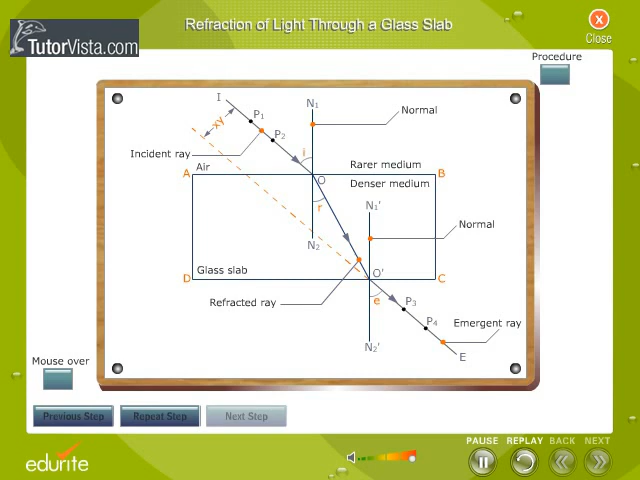 Refraction of Light Through a Glass Slab
TutorVista.com
Close
Procedure
I
N₁
P₁
Normal
xy
P₂
Incident ray
i
Rarer medium
Air
A
B
O
Denser medium
r
N₁'
Normal
N₂
Glass slab
O'
D
C
Refracted ray
e
P₃
P₄
Emergent ray
N₂'
E
Mouse over
Previous Step
Repeat Step
Next Step
PAUSE REPLAY BACK NEXT
edurite